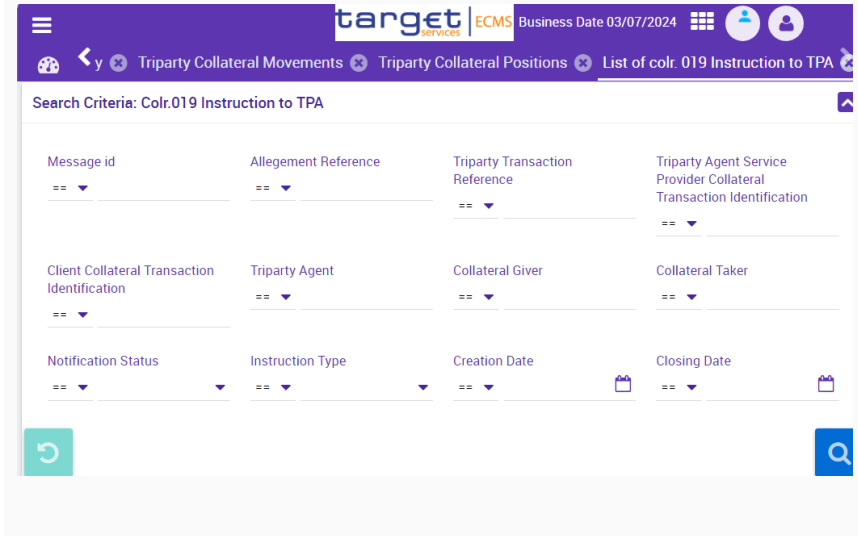 target
services
ECMS
Business Date 03/07/2024
y
Triparty Collateral Movements
Triparty Collateral Positions
List of colr. 019 Instruction to TPA
Search Criteria: Colr.019 Instruction to TPA
Message id
==
Allegement Reference
==
Triparty Transaction
Reference
==
Triparty Agent Service
Provider Collateral
Transaction Identification
==
Client Collateral Transaction
Identification
==
Triparty Agent
==
Collateral Giver
==
Collateral Taker
==
Notification Status
==
Instruction Type
==
Creation Date
==
Closing Date
==